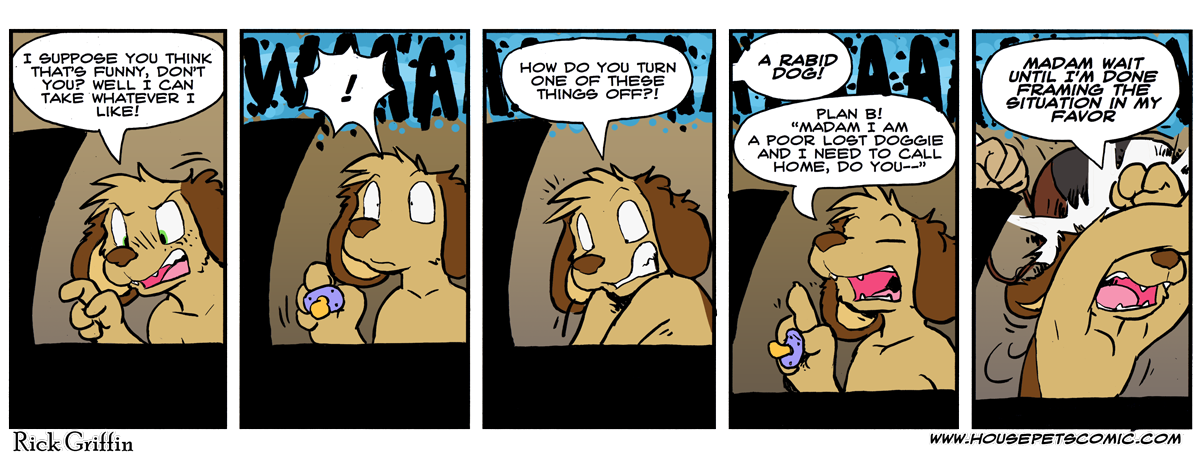 I SUPPOSE YOU THINK
THAT'S FUNNY, DON'T
YOU? WELL I CAN
TAKE WHATEVER I
LIKE!
!
HOW DO YOU TURN
ONE OF THESE
THINGS OFF?!
A RABID
DOG!
PLAN B!
"MADAM I AM
A POOR LOST DOGGIE
AND I NEED TO CALL
HOME, DO YOU--"
MADAM WAIT
UNTIL I'M DONE
FRAMING THE
SITUATION IN MY
FAVOR
Rick Griffin
WWW.HOUSEPETSCOMIC.COM